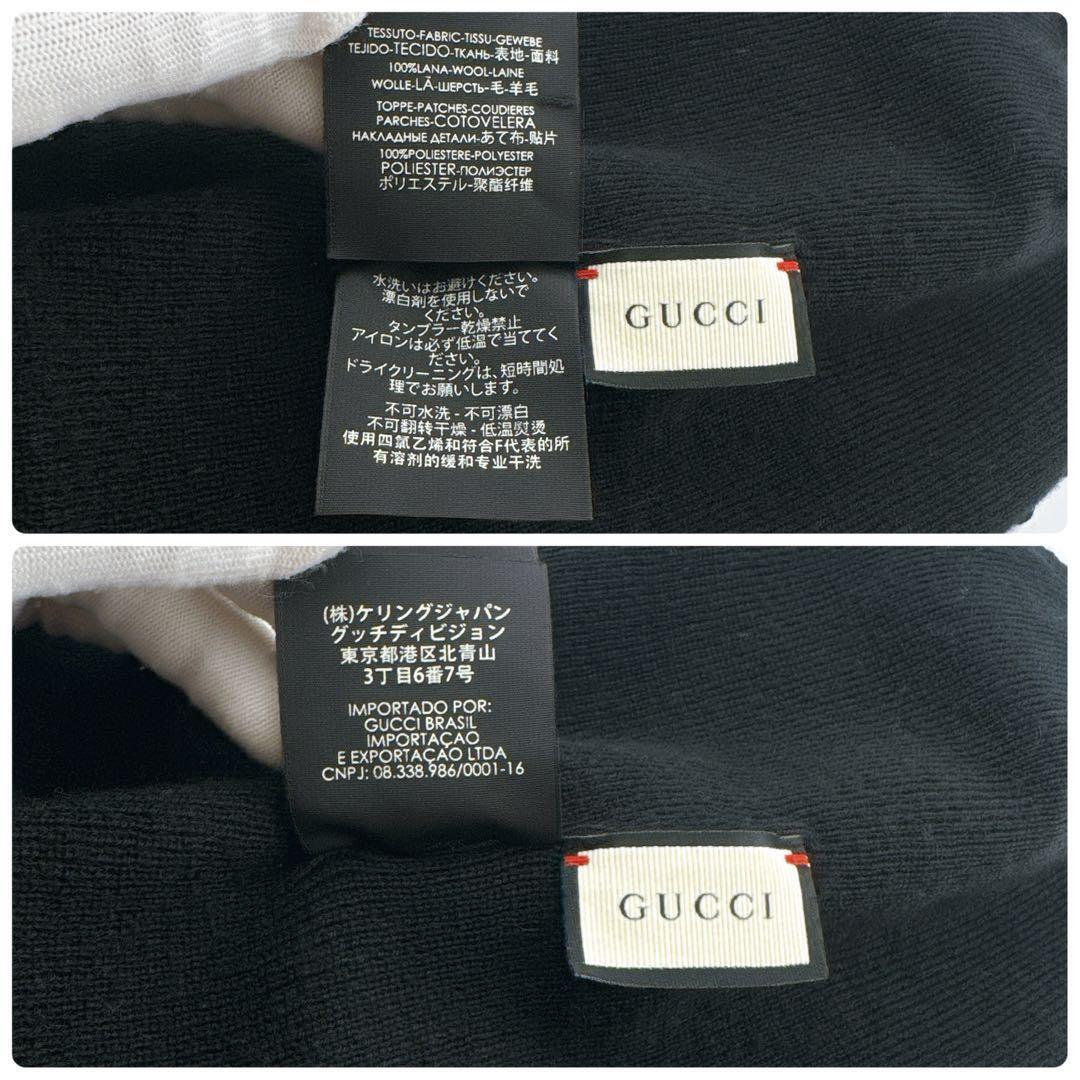 TESSUTO-FABRIC-TISSU-GEWEBE
TEJIDO-TECIDO-ТКАНЬ-表地-面料
100%LANA-WOOL-LAINE
WOLLE-LÃ-ШЕРСТЬ-毛-羊毛
TOPPE-PATCHES-COUDIERES
PARCHES-COTOVELERA
НАКЛАДНЫЕ ДЕТАЛИ-あて布-贴片
100%POLIESTERE-POLYESTER
POLIESTER-ПОЛИЭСТЕР
ポリエステル-聚酯纤维
水洗いはお避けください。
漂白剤を使用しないで
ください。
タンブラー乾燥禁止
アイロンは必ず低温で当ててく
ださい。
ドライクリーニングは、短時間処
理でお願いします。
不可水洗 - 不可漂白
不可翻转干燥 - 低温熨烫
使用四氯乙烯和符合F代表的所
有溶剂的缓和专业干洗
GUCCI
(株)ケリングジャパン
グッチディビジョン
東京都港区北青山
3丁目6番7号
IMPORTADO POR:
GUCCI BRASIL
IMPORTAÇAO
E EXPORTAÇÃO LTDA
CNPJ: 08.338.986/0001-16
GUCCI